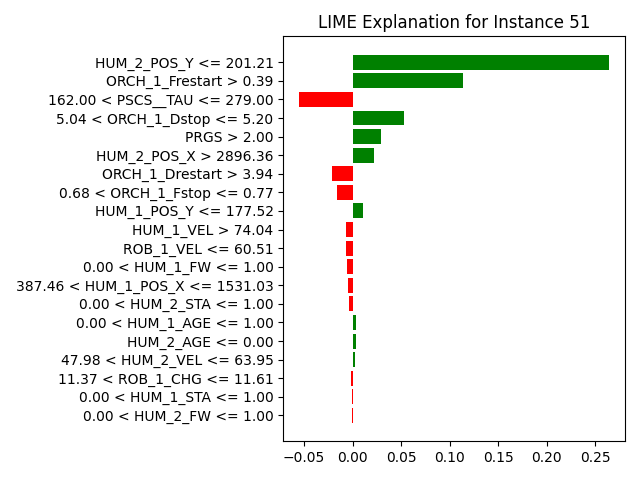 LIME Explanation for Instance 51
HUM_2_POS_Y <= 201.21
ORCH_1_Frestart > 0.39
162.00 < PSCS__TAU <= 279.00
5.04 < ORCH_1_Dstop <= 5.20
PRGS > 2.00
HUM_2_POS_X > 2896.36
ORCH_1_Drestart > 3.94
0.68 < ORCH_1_Fstop <= 0.77
HUM_1_POS_Y <= 177.52
HUM_1_VEL > 74.04
ROB_1_VEL <= 60.51
0.00 < HUM_1_FW <= 1.00
387.46 < HUM_1_POS_X <= 1531.03
0.00 < HUM_2_STA <= 1.00
0.00 < HUM_1_AGE <= 1.00
HUM_2_AGE <= 0.00
47.98 < HUM_2_VEL <= 63.95
11.37 < ROB_1_CHG <= 11.61
0.00 < HUM_1_STA <= 1.00
0.00 < HUM_2_FW <= 1.00
−0.05 0.00 0.05 0.10 0.15 0.20 0.25